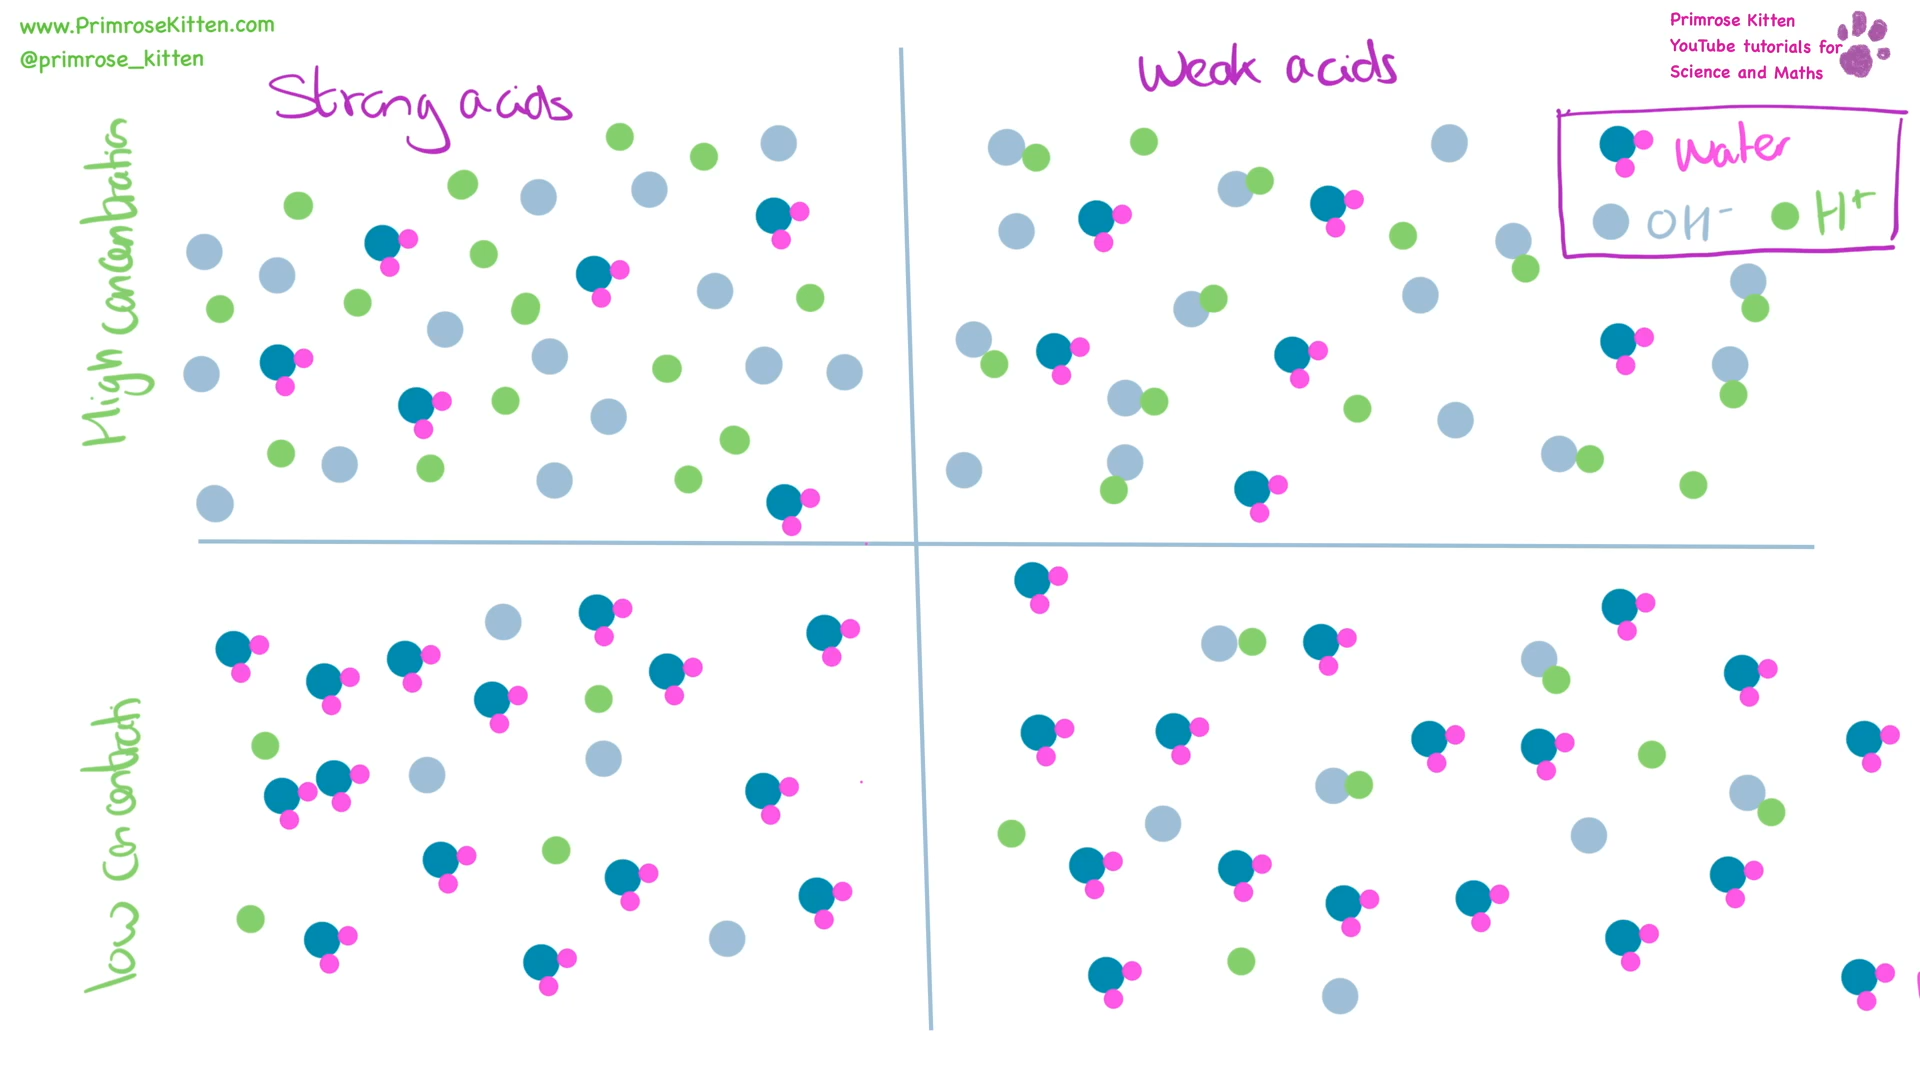 www.PrimroseKitten.com
@primrose_kitten
Primrose Kitten
YouTube tutorials for
Science and Maths
Strong acids
Weak acids
Water
OH⁻ H⁺
High concentration
low